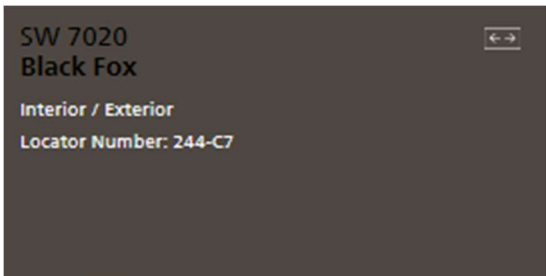 SW 7020
Black Fox
Interior / Exterior
Locator Number: 244-C7